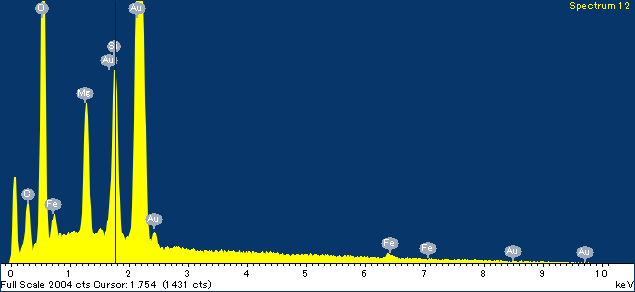 Spectrum 12
O Au
Si
Au
Mg
O Fe Au
Fe Fe Au Au
0 1 2 3 4 5 6 7 8 9 10
Full Scale 2004 cts Cursor: 1.754 (1431 cts) keV